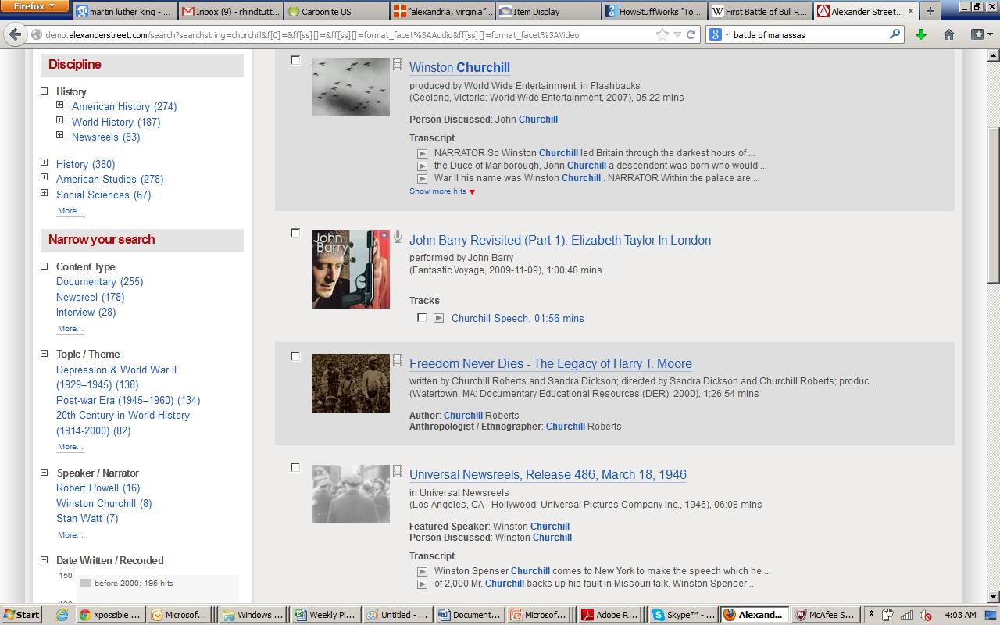 Firefox
martin luther king - ...
Inbox (9) - rhindtutt...
Carbonite US
"alexandria, virginia"...
Item Display
HowStuffWorks "To...
First Battle of Bull R...
Alexander Street...
demo.alexanderstreet.com/search?searchstring=churchill&f[0]=&ff[ss][]=&ff[ss][]=format_facet%3AAudio&ff[ss][]=format_facet%3AVideo
battle of manassas
Discipline
History
American History (274)
World History (187)
Newsreels (83)
History (380)
American Studies (278)
Social Sciences (67)
More...
Narrow your search
Content Type
Documentary (255)
Newsreel (178)
Interview (28)
More...
Topic / Theme
Depression & World War II
(1929–1945) (138)
Post-war Era (1945–1960) (134)
20th Century in World History
(1914-2000) (82)
More...
Speaker / Narrator
Robert Powell (16)
Winston Churchill (8)
Stan Watt (7)
More...
Date Written / Recorded
150
before 2000: 195 hits
Winston Churchill
produced by World Wide Entertainment, in Flashbacks
(Geelong, Victoria: World Wide Entertainment, 2007), 05:22 mins
Person Discussed: John Churchill
Transcript
NARRATOR So Winston Churchill led Britain through the darkest hours of ...
the Duce of Marlborough, John Churchill a descendent was born who would ...
War II his name was Winston Churchill . NARRATOR Within the palace are ...
Show more hits
John Barry
John Barry Revisited (Part 1): Elizabeth Taylor In London
performed by John Barry
(Fantastic Voyage, 2009-11-09), 1:00:48 mins
Tracks
Churchill Speech, 01:56 mins
Freedom Never Dies - The Legacy of Harry T. Moore
written by Churchill Roberts and Sandra Dickson; directed by Sandra Dickson and Churchill Roberts; produc...
(Watertown, MA: Documentary Educational Resources (DER), 2000), 1:26:54 mins
Author: Churchill Roberts
Anthropologist / Ethnographer: Churchill Roberts
Universal Newsreels, Release 486, March 18, 1946
in Universal Newsreels
(Los Angeles, CA - Hollywood: Universal Pictures Company Inc., 1946), 06:08 mins
Featured Speaker: Winston Churchill
Person Discussed: Winston Churchill
Transcript
Winston Spenser Churchill comes to New York to make the speech which he ...
of 2,000 Mr. Churchill backs up his fault in Missouri talk. Winston Spenser ...
Start
Xpossible ...
Microsof...
Windows ...
Weekly Pl...
Untitled - ...
Document...
Microsof...
Adobe R...
Skype™ - ...
Alexand...
McAfee S...
4:03 AM